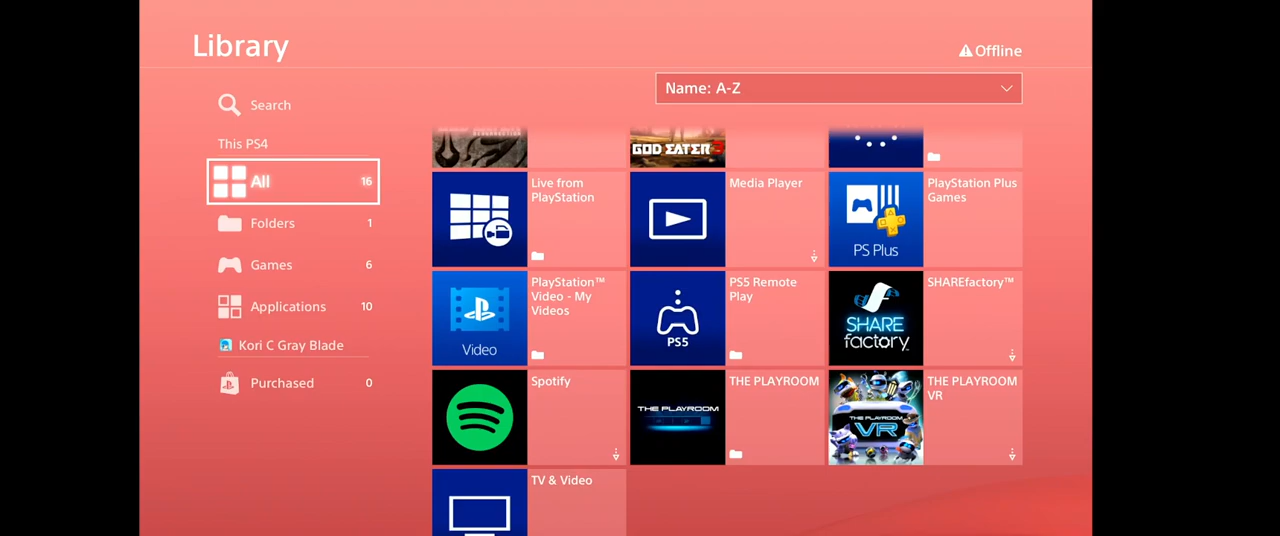 Library
Offline
Name: A-Z
Search
This PS4
All 16
Folders 1
Games 6
Applications 10
Kori C Gray Blade
Purchased 0
GOD EATER 3
Live from
PlayStation
Media Player
PS Plus
PlayStation Plus
Games
Video
PlayStation™
Video - My
Videos
PS5
PS5 Remote
Play
SHARE
factory™
SHAREfactory™
Spotify
THE PLAYROOM
THE PLAYROOM
THE PLAYROOM
VR
THE PLAYROOM
VR
TV & Video